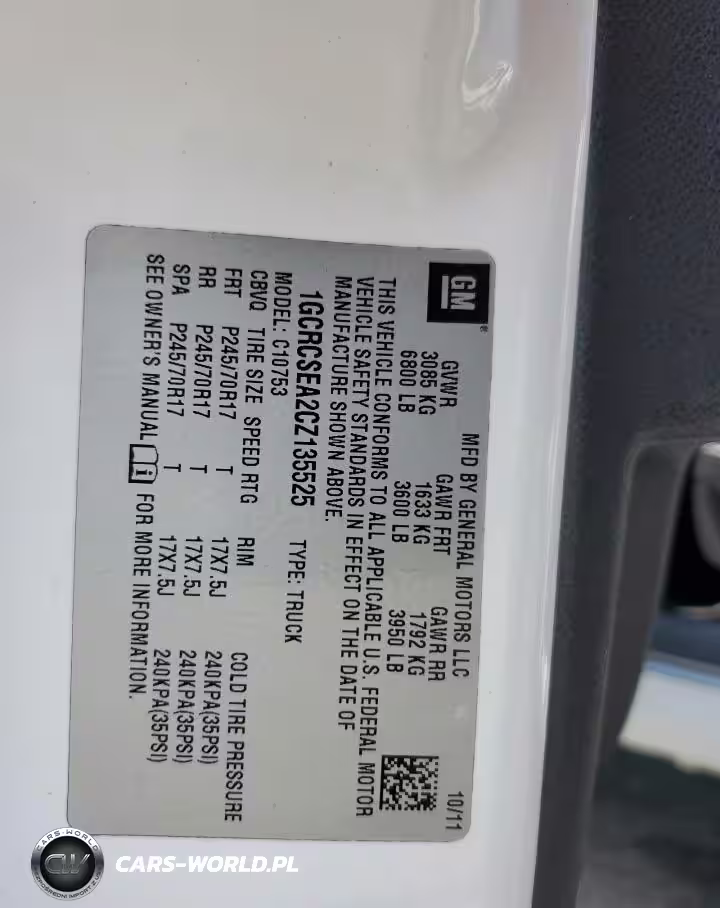 GM®
MFD BY GENERAL MOTORS LLC 10/11
GVWR GAWR FRT GAWR RR
3085 KG 1633 KG 1792 KG
6800 LB 3600 LB 3950 LB
THIS VEHICLE CONFORMS TO ALL APPLICABLE U.S. FEDERAL MOTOR
VEHICLE SAFETY STANDARDS IN EFFECT ON THE DATE OF
MANUFACTURE SHOWN ABOVE.
1GCRCSEA2CZ135525 TYPE: TRUCK
MODEL: C10753
CBVQ TIRE SIZE SPEED RTG RIM COLD TIRE PRESSURE
FRT P245/70R17 T 17X7.5J 240KPA(35PSI)
RR P245/70R17 T 17X7.5J 240KPA(35PSI)
SPA P245/70R17 T 17X7.5J 240KPA(35PSI)
SEE OWNER'S MANUAL i FOR MORE INFORMATION.
CARS-WORLD
CW
CARS-WORLD.PL